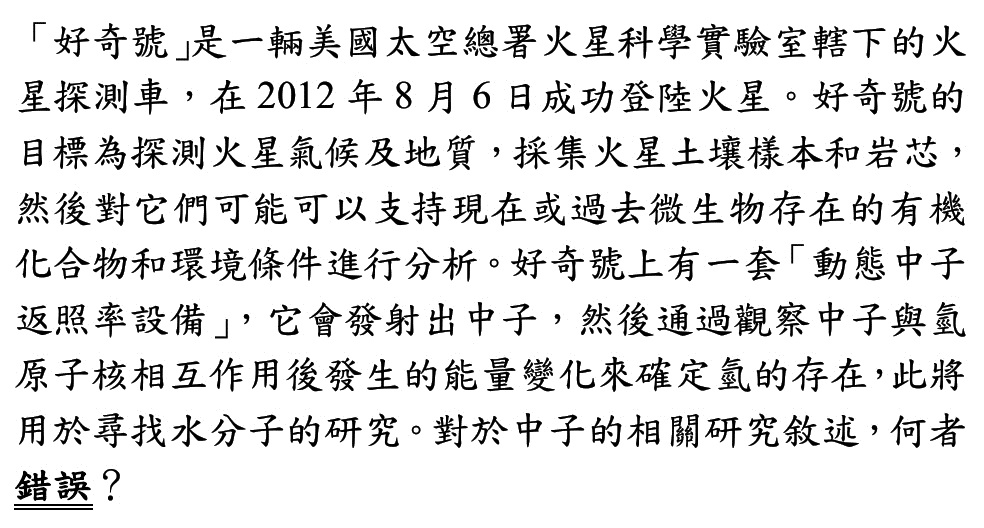 「好奇號」是一輛美國太空總署火星科學實驗室轄下的火
星探測車，在 2012 年 8 月 6 日成功登陸火星。好奇號的
目標為探測火星氣候及地質，採集火星土壤樣本和岩芯，
然後對它們可能可以支持現在或過去微生物存在的有機
化合物和環境條件進行分析。好奇號上有一套「動態中子
返照率設備」，它會發射出中子，然後通過觀察中子與氫
原子核相互作用後發生的能量變化來確定氫的存在，此將
用於尋找水分子的研究。對於中子的相關研究敘述，何者
錯誤？